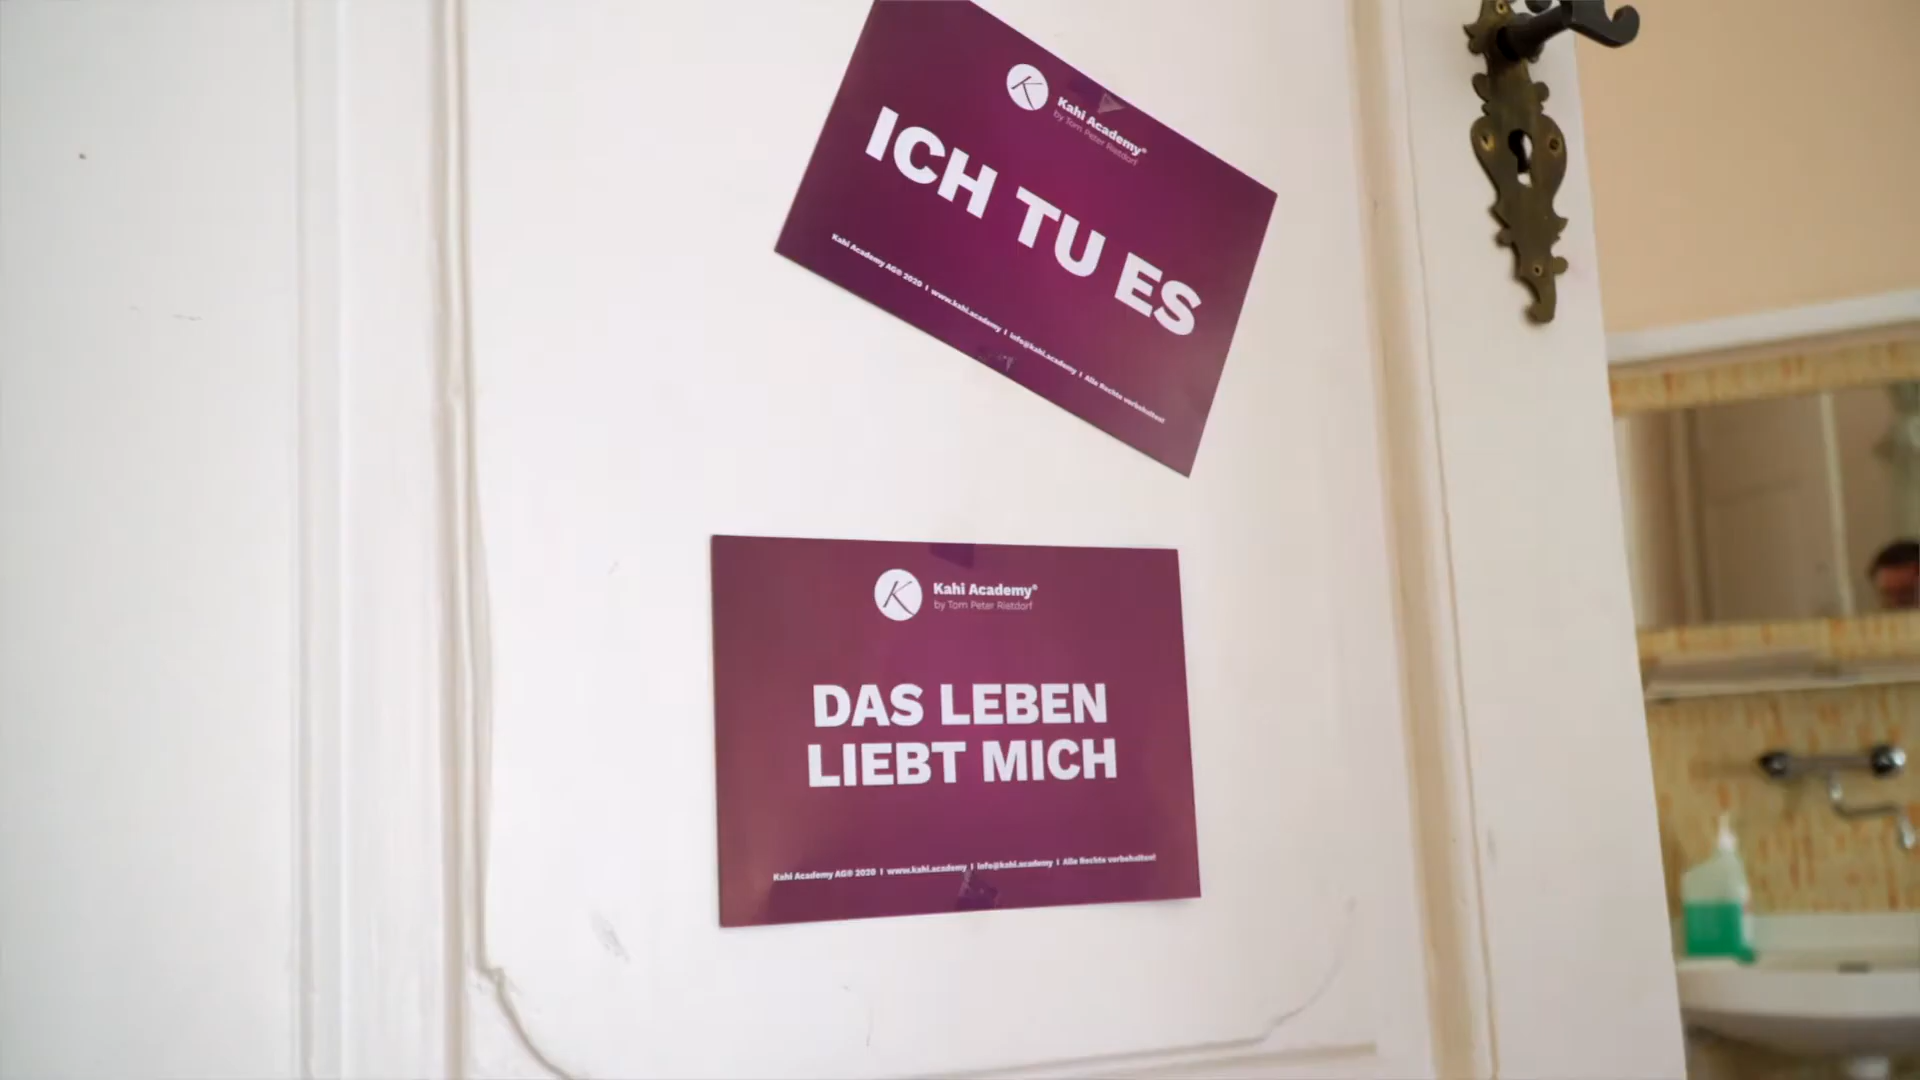 Kahi Academy®
by Tom Peter Rietdorf
ICH TU ES
Kahi Academy AG® 2020 I www.kahi.academy I info@kahi.academy I Alle Rechte vorbehalten!
Kahi Academy®
by Tom Peter Rietdorf
DAS LEBEN
LIEBT MICH
Kahi Academy AG® 2020 I www.kahi.academy I info@kahi.academy I Alle Rechte vorbehalten!